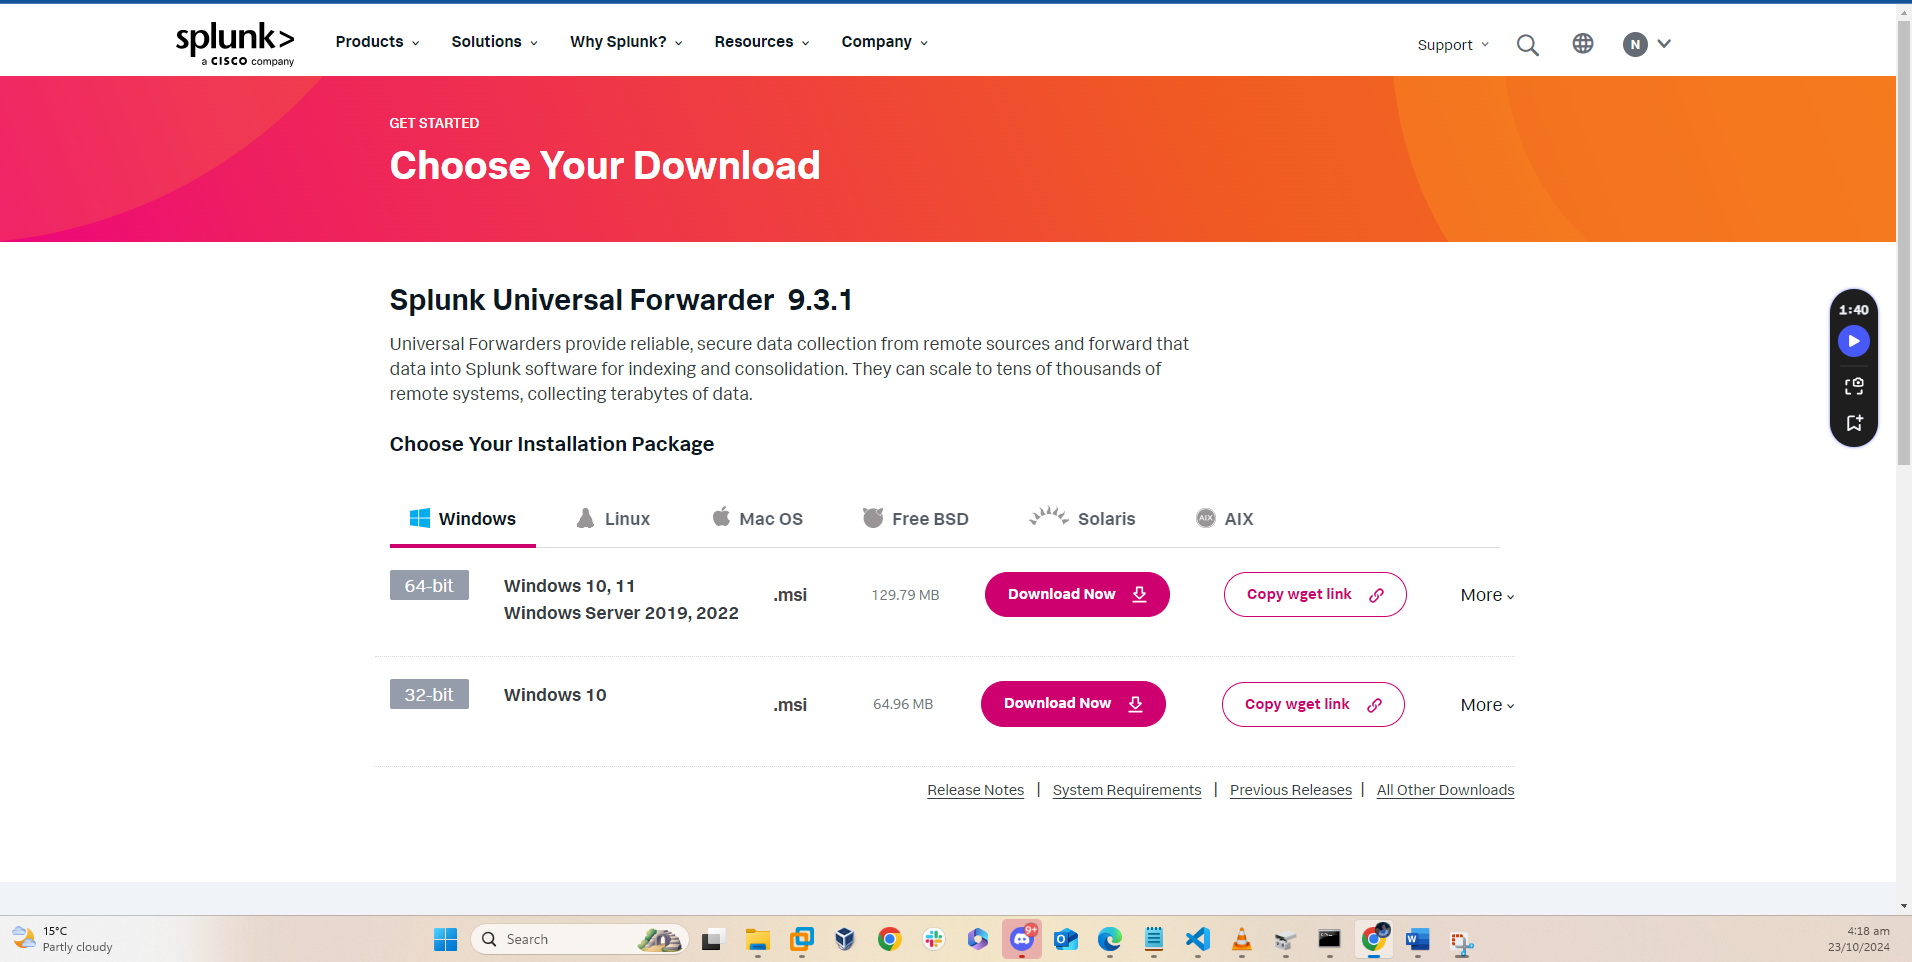 splunk>
a CISCO company
Products
Solutions
Why Splunk?
Resources
Company
Support
N
GET STARTED
Choose Your Download
Splunk Universal Forwarder 9.3.1
Universal Forwarders provide reliable, secure data collection from remote sources and forward that
data into Splunk software for indexing and consolidation. They can scale to tens of thousands of
remote systems, collecting terabytes of data.
1:40
Choose Your Installation Package
Windows
Linux
Mac OS
Free BSD
Solaris
AIX
AIX
64-bit
Windows 10, 11
Windows Server 2019, 2022
.msi
129.79 MB
Download Now
Copy wget link
More
32-bit
Windows 10
.msi
64.96 MB
Download Now
Copy wget link
More
Release Notes | System Requirements | Previous Releases | All Other Downloads
15°C
Partly cloudy
Search
9+
4:18 am
23/10/2024